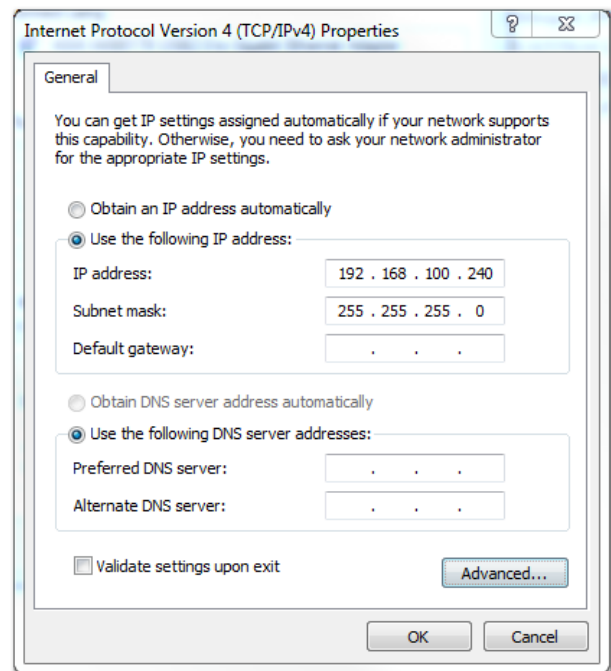 Internet Protocol Version 4 (TCP/IPv4) Properties
General
You can get IP settings assigned automatically if your network supports
this capability. Otherwise, you need to ask your network administrator
for the appropriate IP settings.
Obtain an IP address automatically
Use the following IP address:
IP address: 192 . 168 . 100 . 240
Subnet mask: 255 . 255 . 255 . 0
Default gateway: . . .
Obtain DNS server address automatically
Use the following DNS server addresses:
Preferred DNS server: . . .
Alternate DNS server: . . .
Validate settings upon exit
Advanced...
OK Cancel